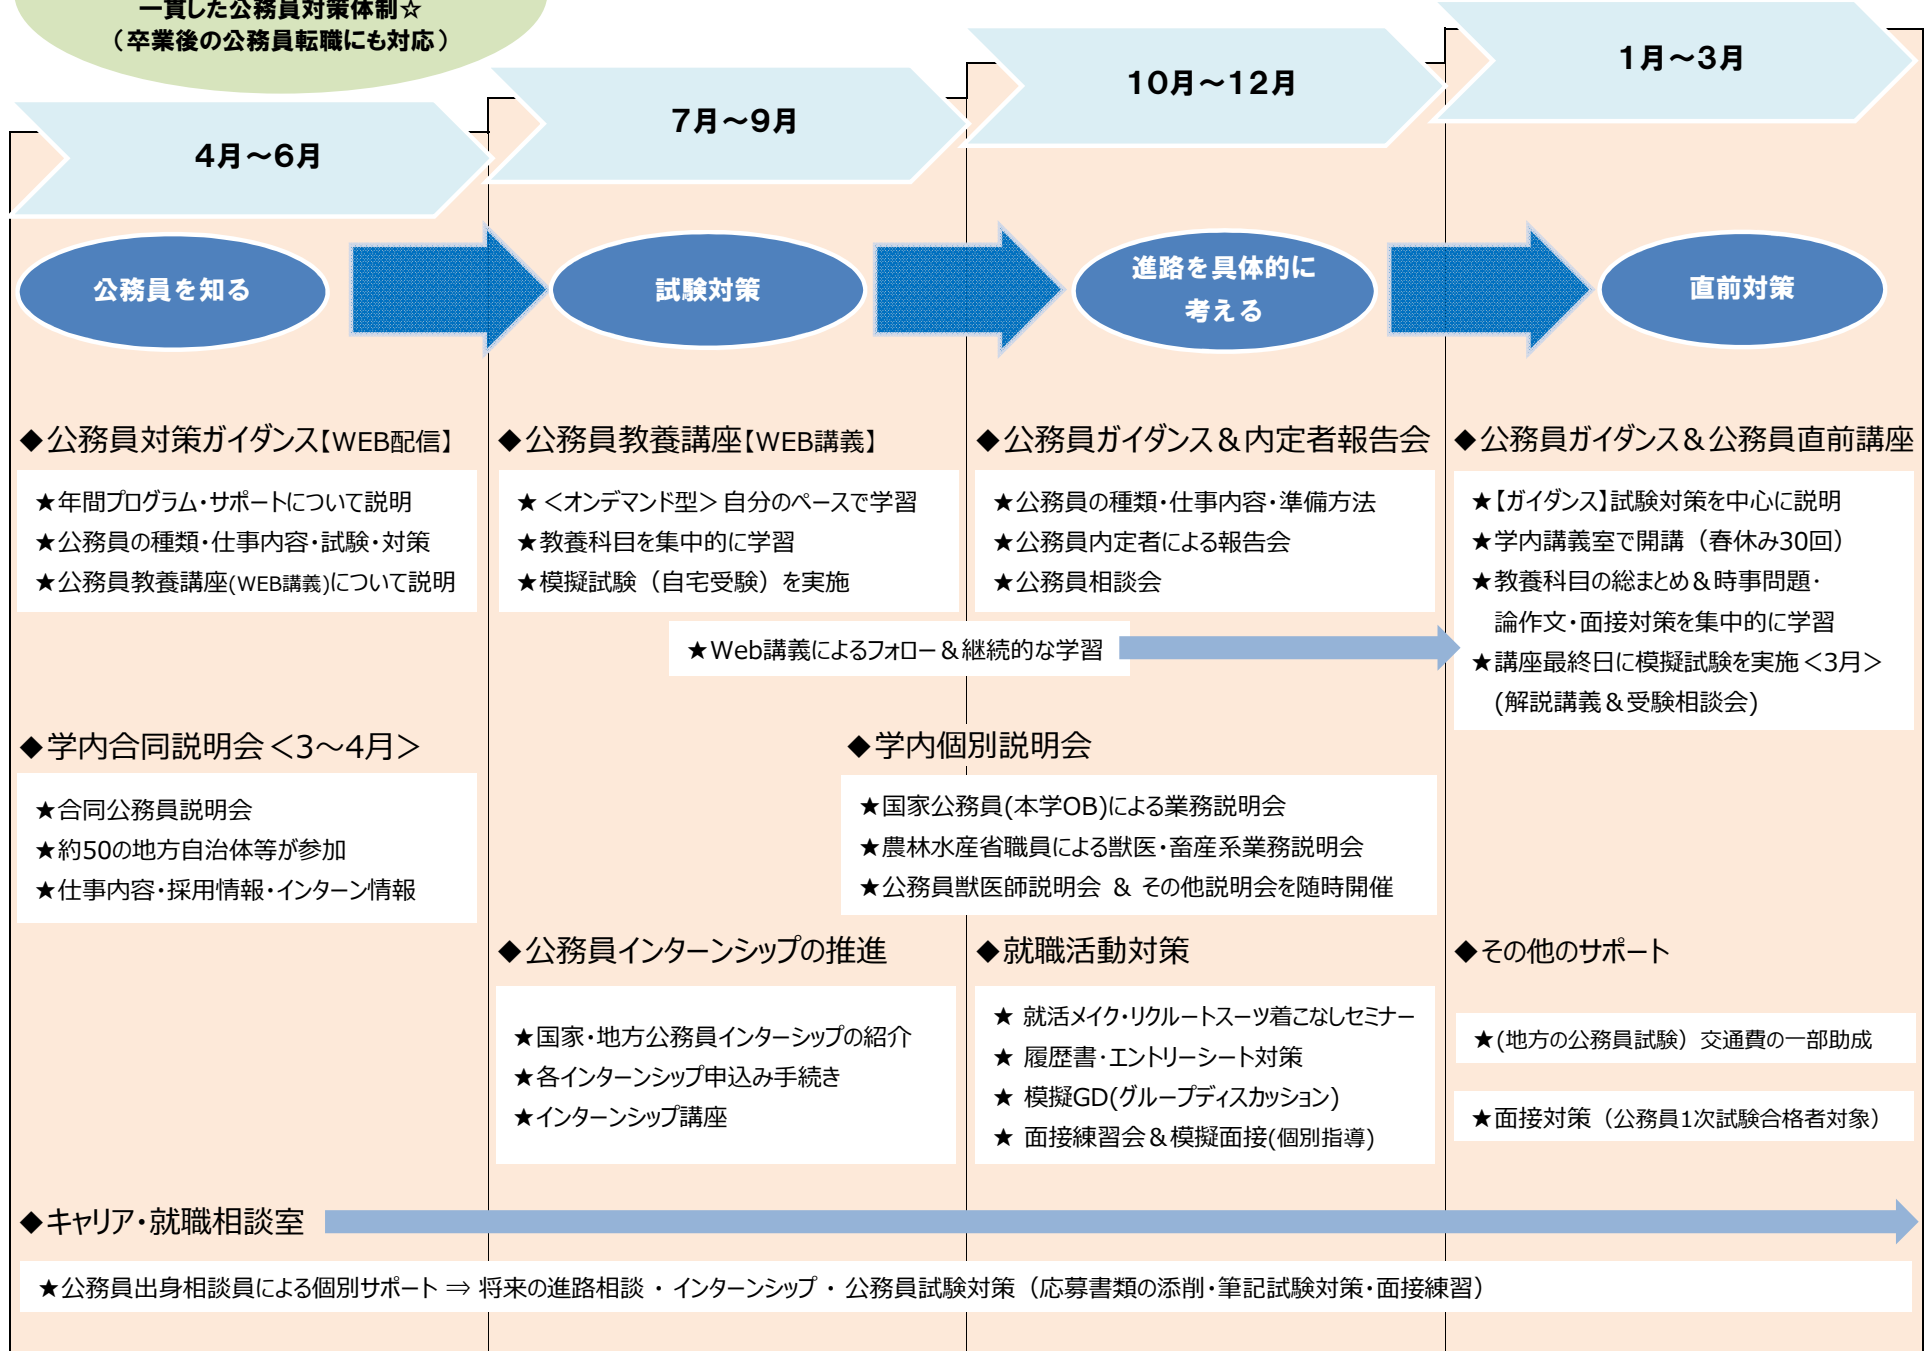 一貫した公務員対策体制☆
（卒業後の公務員転職にも対応）
4月～6月
7月～9月
10月～12月
1月～3月
公務員を知る
試験対策
進路を具体的に
考える
直前対策
◆公務員対策ガイダンス【WEB配信】
★年間プログラム・サポートについて説明
★公務員の種類・仕事内容・試験・対策
★公務員教養講座(WEB講義)について説明
◆公務員教養講座【WEB講義】
★＜オンデマンド型＞自分のペースで学習
★教養科目を集中的に学習
★模擬試験（自宅受験）を実施
◆公務員ガイダンス＆内定者報告会
★公務員の種類・仕事内容・準備方法
★公務員内定者による報告会
★公務員相談会
◆公務員ガイダンス＆公務員直前講座
★【ガイダンス】試験対策を中心に説明
★学内講義室で開講（春休み30回）
★教養科目の総まとめ＆時事問題・
論作文・面接対策を集中的に学習
★講座最終日に模擬試験を実施＜3月＞
(解説講義＆受験相談会)
★Web講義によるフォロー＆継続的な学習
◆学内合同説明会＜3～4月＞
★合同公務員説明会
★約50の地方自治体等が参加
★仕事内容・採用情報・インターン情報
◆学内個別説明会
★国家公務員(本学OB)による業務説明会
★農林水産省職員による獣医・畜産系業務説明会
★公務員獣医師説明会 ＆ その他説明会を随時開催
◆公務員インターンシップの推進
★国家・地方公務員インターシップの紹介
★各インターンシップ申込み手続き
★インターンシップ講座
◆就職活動対策
★ 就活メイク・リクルートスーツ着こなしセミナー
★ 履歴書・エントリーシート対策
★ 模擬GD(グループディスカッション)
★ 面接練習会＆模擬面接(個別指導)
◆その他のサポート
★(地方の公務員試験）交通費の一部助成
★面接対策（公務員1次試験合格者対象）
◆キャリア・就職相談室
★公務員出身相談員による個別サポート ⇒ 将来の進路相談 ・ インターンシップ ・ 公務員試験対策（応募書類の添削・筆記試験対策・面接練習）